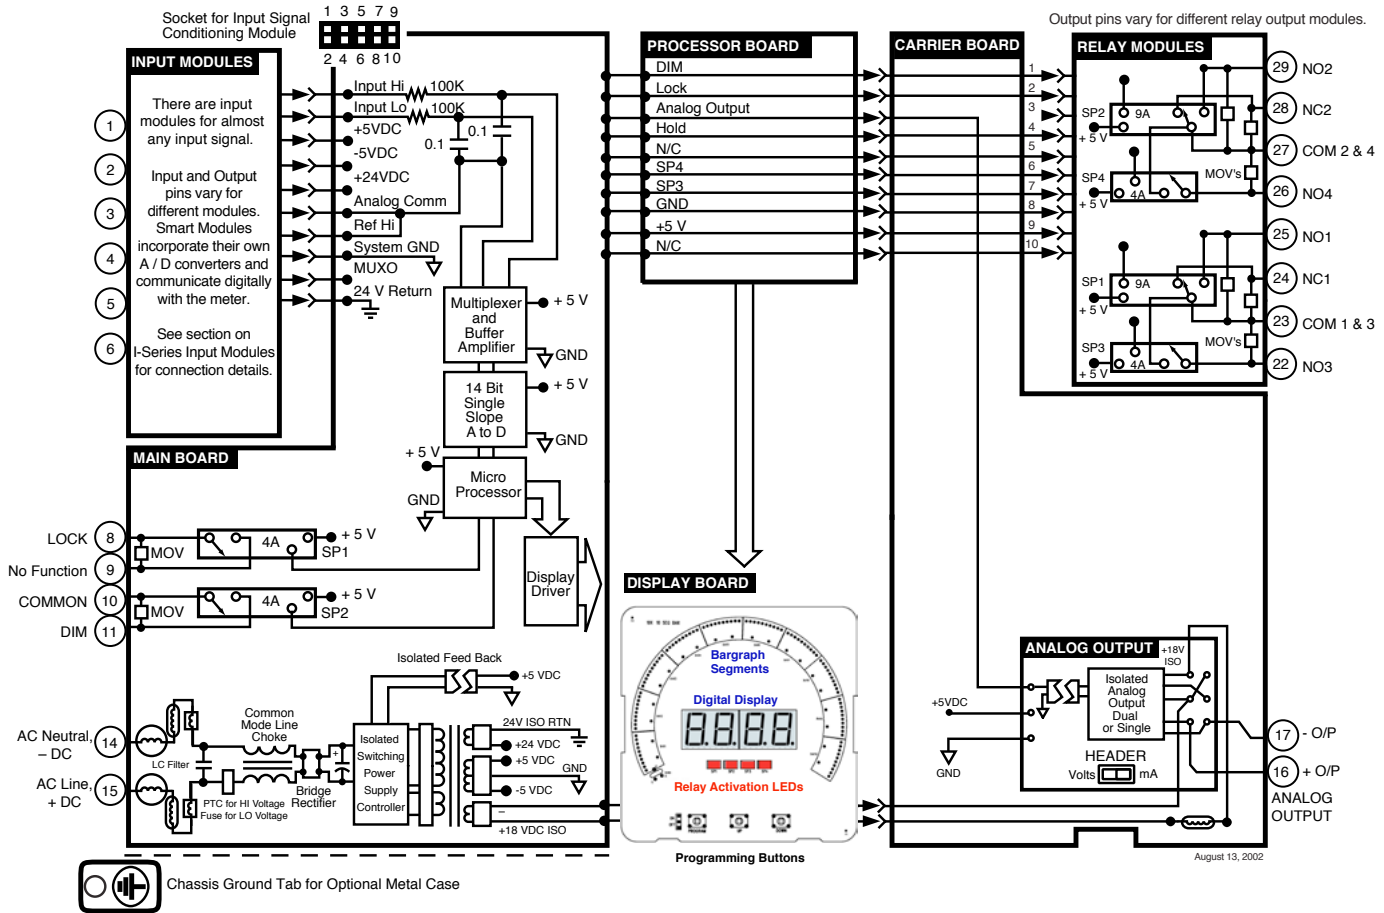 Socket for Input Signal
Conditioning Module
1 3 5 7 9
2 4 6 8 10
Output pins vary for different relay output modules.
INPUT MODULES
There are input
modules for almost
any input signal.
Input and Output
pins vary for
different modules.
Smart Modules
incorporate their own
A / D converters and
communicate digitally
with the meter.
See section on
I-Series Input Modules
for connection details.
1
2
3
4
5
6
Input Hi
100K
Input Lo
100K
+5VDC
-5VDC
+24VDC
Analog Comm
Ref Hi
System GND
MUXO
24 V Return
0.1
0.1
Multiplexer
and
Buffer
Amplifier
+ 5 V
GND
14 Bit
Single
Slope
A to D
+ 5 V
GND
+ 5 V
Micro
Processor
GND
Display
Driver
PROCESSOR BOARD
DIM
Lock
Analog Output
Hold
N/C
SP4
SP3
GND
+5 V
N/C
CARRIER BOARD
1
2
3
4
5
6
7
8
9
10
RELAY MODULES
SP2
9A
+ 5 V
SP4
4A
+ 5 V
MOV's
SP1
9A
+ 5 V
SP3
4A
+ 5 V
MOV's
29 NO2
28 NC2
27 COM 2 & 4
26 NO4
25 NO1
24 NC1
23 COM 1 & 3
22 NO3
MAIN BOARD
LOCK 8
MOV
No Function 9
4A
+ 5 V
SP1
COMMON 10
MOV
DIM 11
4A
+ 5 V
SP2
Isolated Feed Back
+5 VDC
AC Neutral,
– DC
14
AC Line,
+ DC
15
LC Filter
Common
Mode Line
Choke
PTC for HI Voltage
Fuse for LO Voltage
Bridge
Rectifier
+
Isolated
Switching
Power
Supply
Controller
24V ISO RTN
+24 VDC
+5 VDC
GND
-5 VDC
–
+18 VDC ISO
DISPLAY BOARD
Bargraph
Segments
Digital Display
8.8.8.8
Relay Activation LEDs
PROGRAM
UP
DOWN
Programming Buttons
ANALOG OUTPUT
+18V
ISO
Isolated
Analog
Output
Dual
or Single
+5VDC
GND
HEADER
Volts
mA
17 - O/P
16 + O/P
ANALOG
OUTPUT
August 13, 2002
Chassis Ground Tab for Optional Metal Case